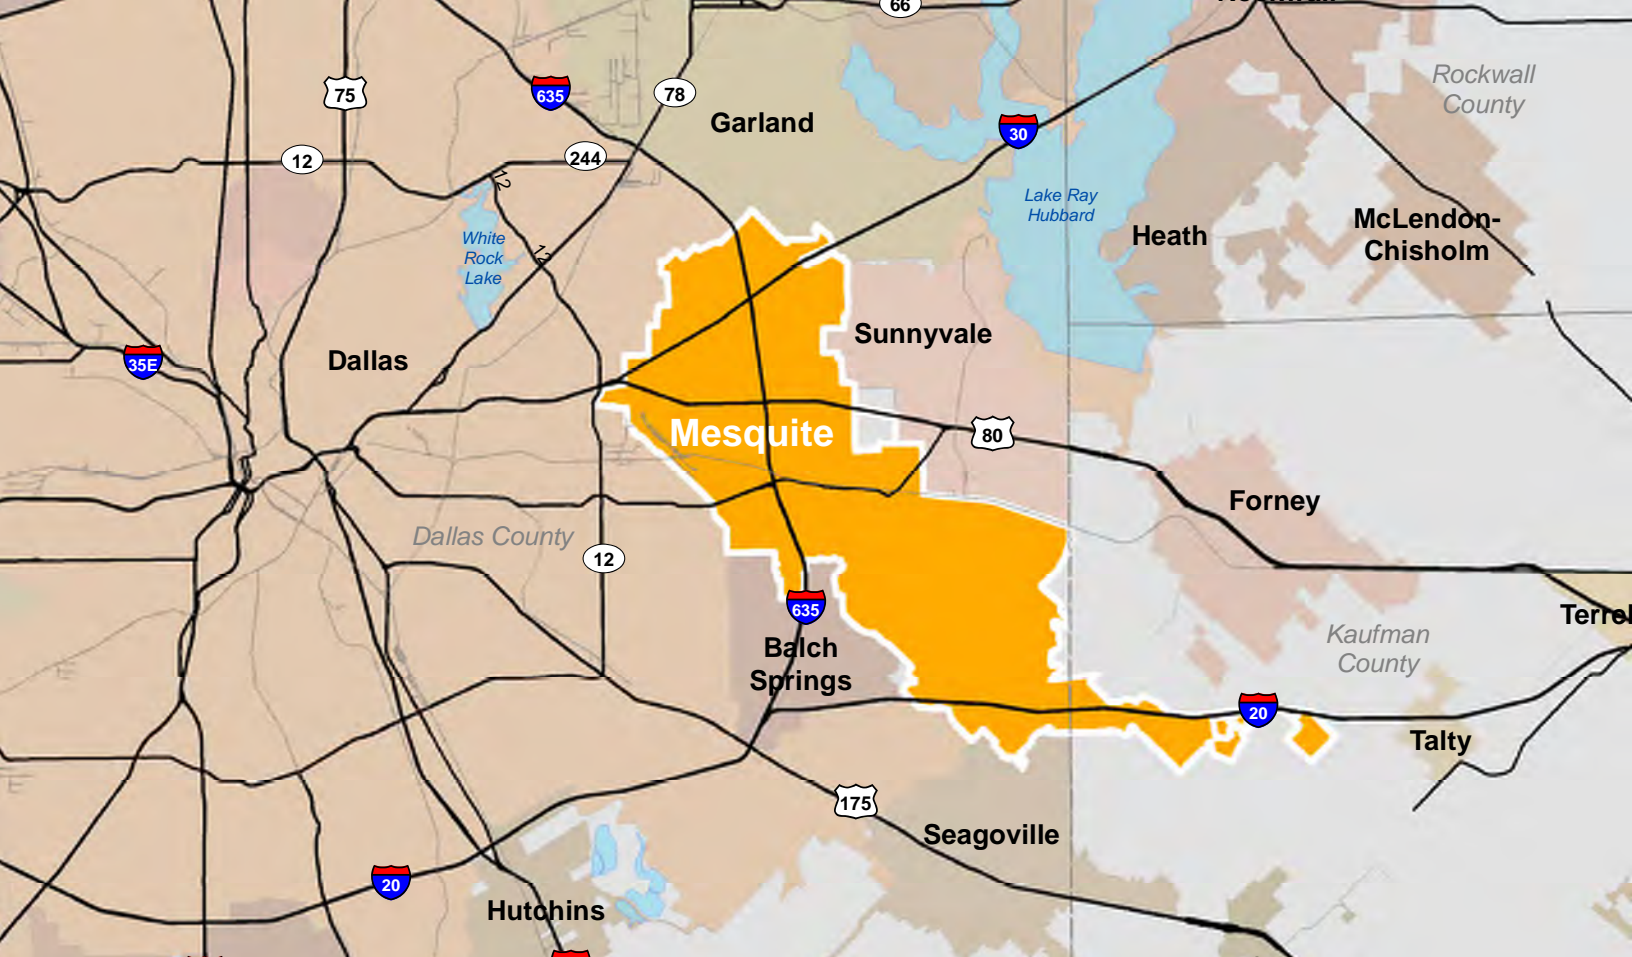 66
Rockwall
County
75
635
78
Garland
30
12
244
12
Lake Ray
Hubbard
McLendon-
Chisholm
Heath
White
Rock
Lake
12
Sunnyvale
Dallas
35E
Mesquite
80
Forney
Dallas County
12
635
Kaufman
County
Balch
Springs
20
Talty
175
Seagoville
20
Hutchins